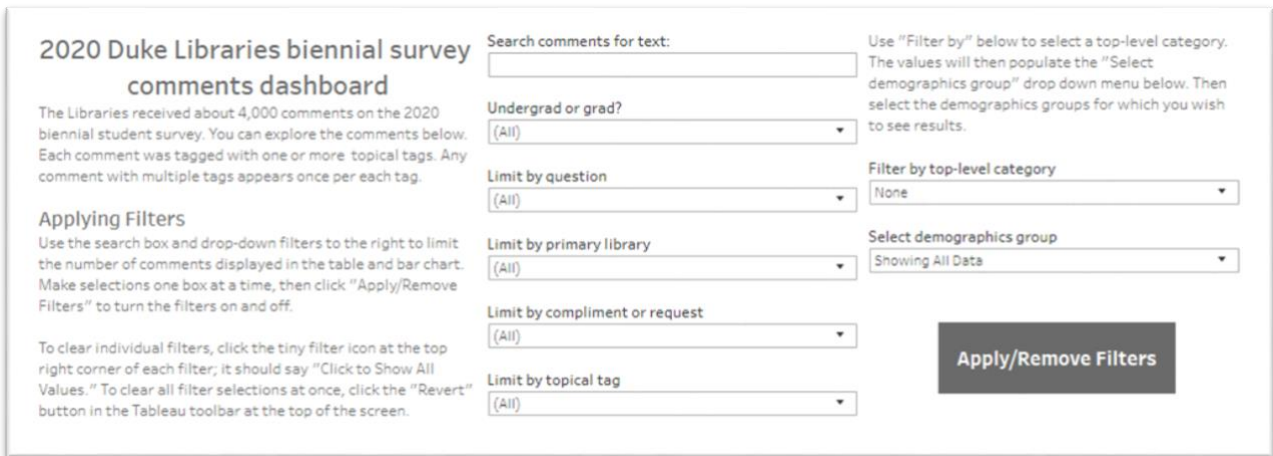 2020 Duke Libraries biennial survey
comments dashboard
The Libraries received about 4,000 comments on the 2020
biennial student survey. You can explore the comments below.
Each comment was tagged with one or more topical tags. Any
comment with multiple tags appears once per each tag.
Applying Filters
Use the search box and drop-down filters to the right to limit
the number of comments displayed in the table and bar chart.
Make selections one box at a time, then click "Apply/Remove
Filters" to turn the filters on and off.
To clear individual filters, click the tiny filter icon at the top
right corner of each filter; it should say "Click to Show All
Values." To clear all filter selections at once, click the "Revert"
button in the Tableau toolbar at the top of the screen.
Search comments for text:
Undergrad or grad?
(All)
Limit by question
(All)
Limit by primary library
(All)
Limit by compliment or request
(All)
Limit by topical tag
(All)
Use "Filter by" below to select a top-level category.
The values will then populate the "Select
demographics group" drop down menu below. Then
select the demographics groups for which you wish
to see results.
Filter by top-level category
None
Select demographics group
Showing All Data
Apply/Remove Filters